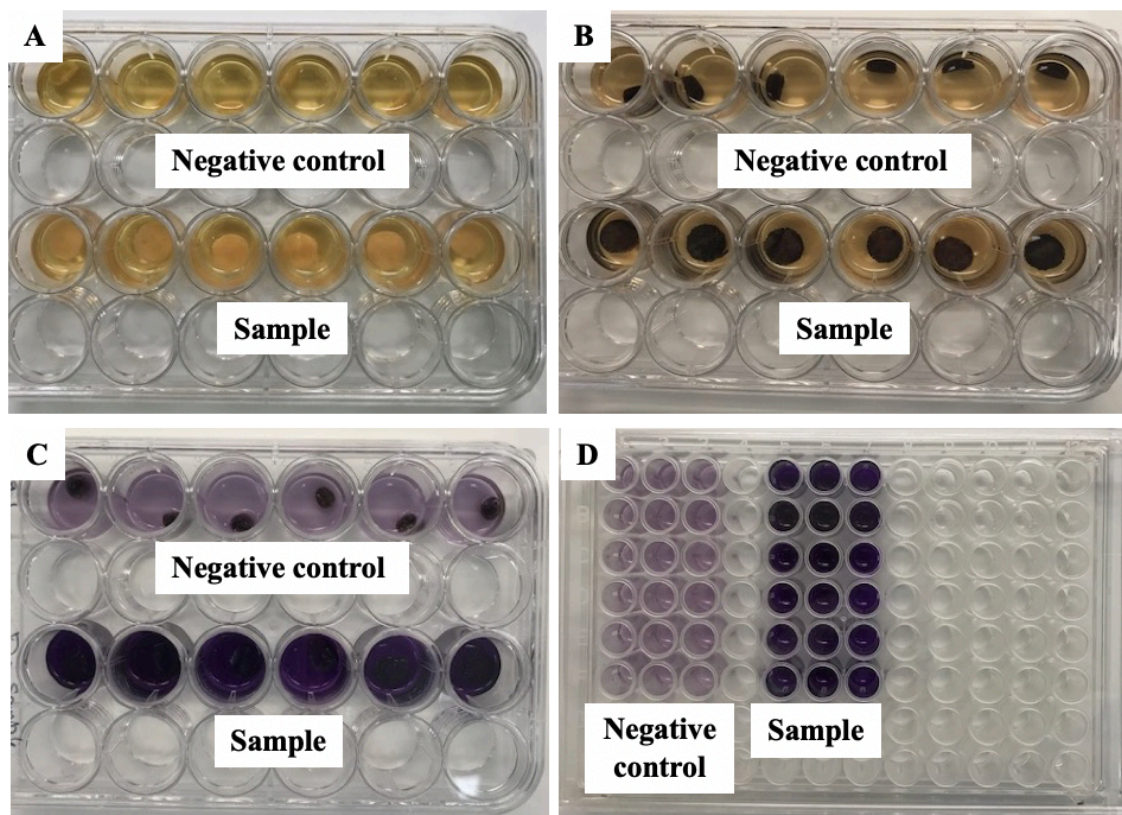 A
Negative control
Sample
B
Negative control
Sample
C
Negative control
Sample
D
Negative
control
Sample